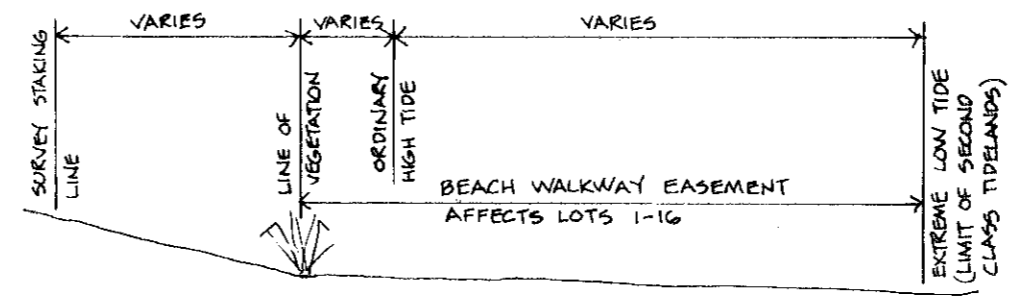 VARIES
VARIES
VARIES
SURVEY STAKING
LINE
LINE OF
VEGETATION
ORDINARY
HIGH TIDE
BEACH WALKWAY EASEMENT
AFFECTS LOTS 1-16
EXTREME LOW TIDE
(LIMIT OF SECOND
CLASS TIDELANDS)